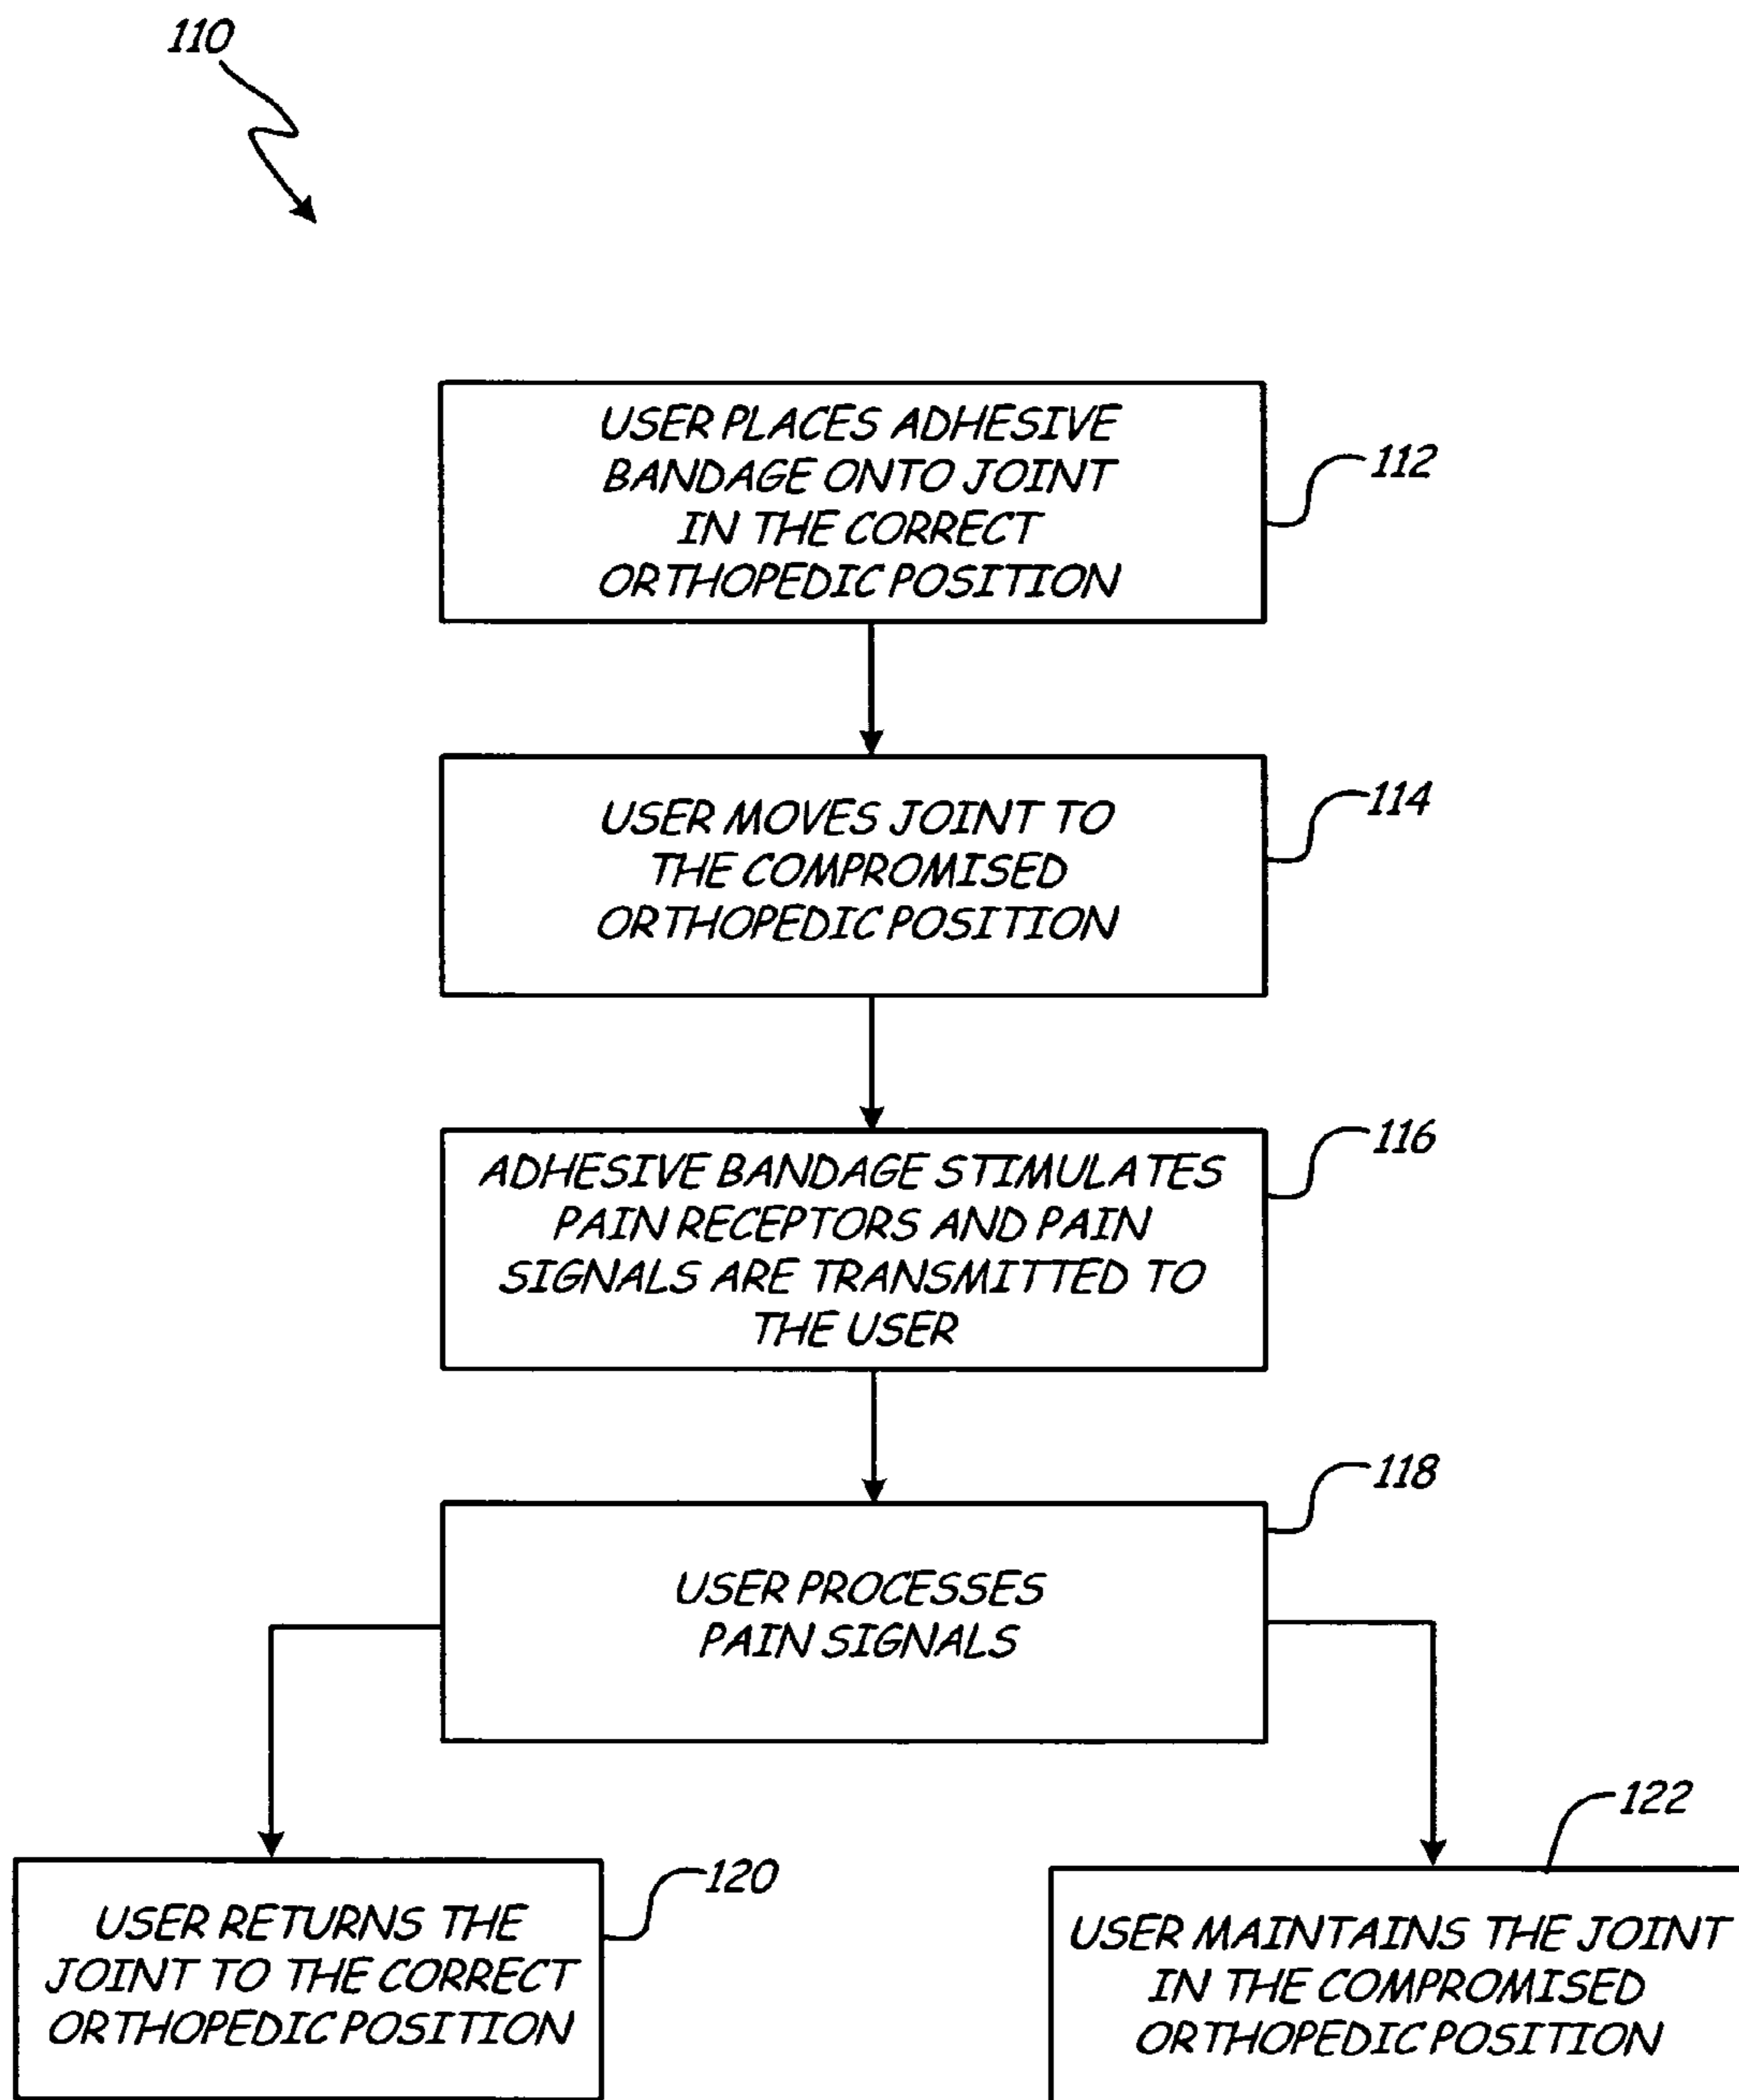 110
USER PLACES ADHESIVE
BANDAGE ONTO JOINT
IN THE CORRECT
ORTHOPEDIC POSITION
112
USER MOVES JOINT TO
THE COMPROMISED
ORTHOPEDIC POSITION
114
ADHESIVE BANDAGE STIMULATES
PAIN RECEPTORS AND PAIN
SIGNALS ARE TRANSMITTED TO
THE USER
116
USER PROCESSES
PAIN SIGNALS
118
USER RETURNS THE
JOINT TO THE CORRECT
ORTHOPEDIC POSITION
120
USER MAINTAINS THE JOINT
IN THE COMPROMISED
ORTHOPEDIC POSITION
122